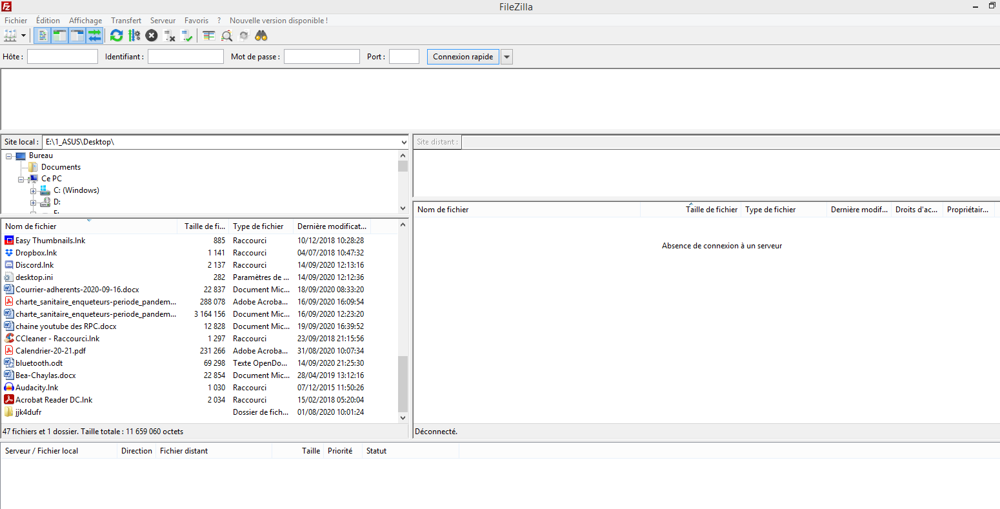 FileZilla
Fichier Édition Affichage Transfert Serveur Favoris ? Nouvelle version disponible !
Hôte : Identifiant : Mot de passe : Port : Connexion rapide
Site local : E:\1_ASUS\Desktop\
Bureau
Documents
Ce PC
C: (Windows)
D:
Nom de fichier Taille de fi... Type de fichier Dernière modificat...
Easy Thumbnails.lnk 885 Raccourci 10/12/2018 10:28:28
Dropbox.lnk 1 141 Raccourci 04/07/2018 10:47:32
Discord.lnk 2 137 Raccourci 14/09/2020 12:13:16
desktop.ini 282 Paramètres de ... 14/09/2020 12:12:36
Courrier-adherents-2020-09-16.docx 22 837 Document Mic... 18/09/2020 08:33:20
charte_sanitaire_enqueteurs-periode_pandem... 288 078 Adobe Acroba... 16/09/2020 16:09:54
charte_sanitaire_enqueteurs-periode_pandem... 3 164 156 Document Mic... 16/09/2020 12:23:20
chaine youtube des RPC.docx 12 828 Document Mic... 19/09/2020 16:39:52
CCleaner - Raccourci.lnk 1 297 Raccourci 23/09/2018 21:15:56
Calendrier-20-21.pdf 231 266 Adobe Acroba... 31/08/2020 10:07:34
bluetooth.odt 69 298 Texte OpenDo... 14/09/2020 21:25:30
Bea-Chaylas.docx 22 854 Document Mic... 28/04/2019 13:12:16
Audacity.lnk 1 030 Raccourci 07/12/2015 11:50:26
Acrobat Reader DC.lnk 2 034 Raccourci 15/02/2018 05:20:04
jjk4dufr Dossier de fich... 01/08/2020 10:01:24
47 fichiers et 1 dossier. Taille totale : 11 659 060 octets
Site distant :
Nom de fichier Taille de fichier Type de fichier Dernière modif... Droits d'ac... Propriétair...
Absence de connexion à un serveur
Déconnecté.
Serveur / Fichier local Direction Fichier distant Taille Priorité Statut